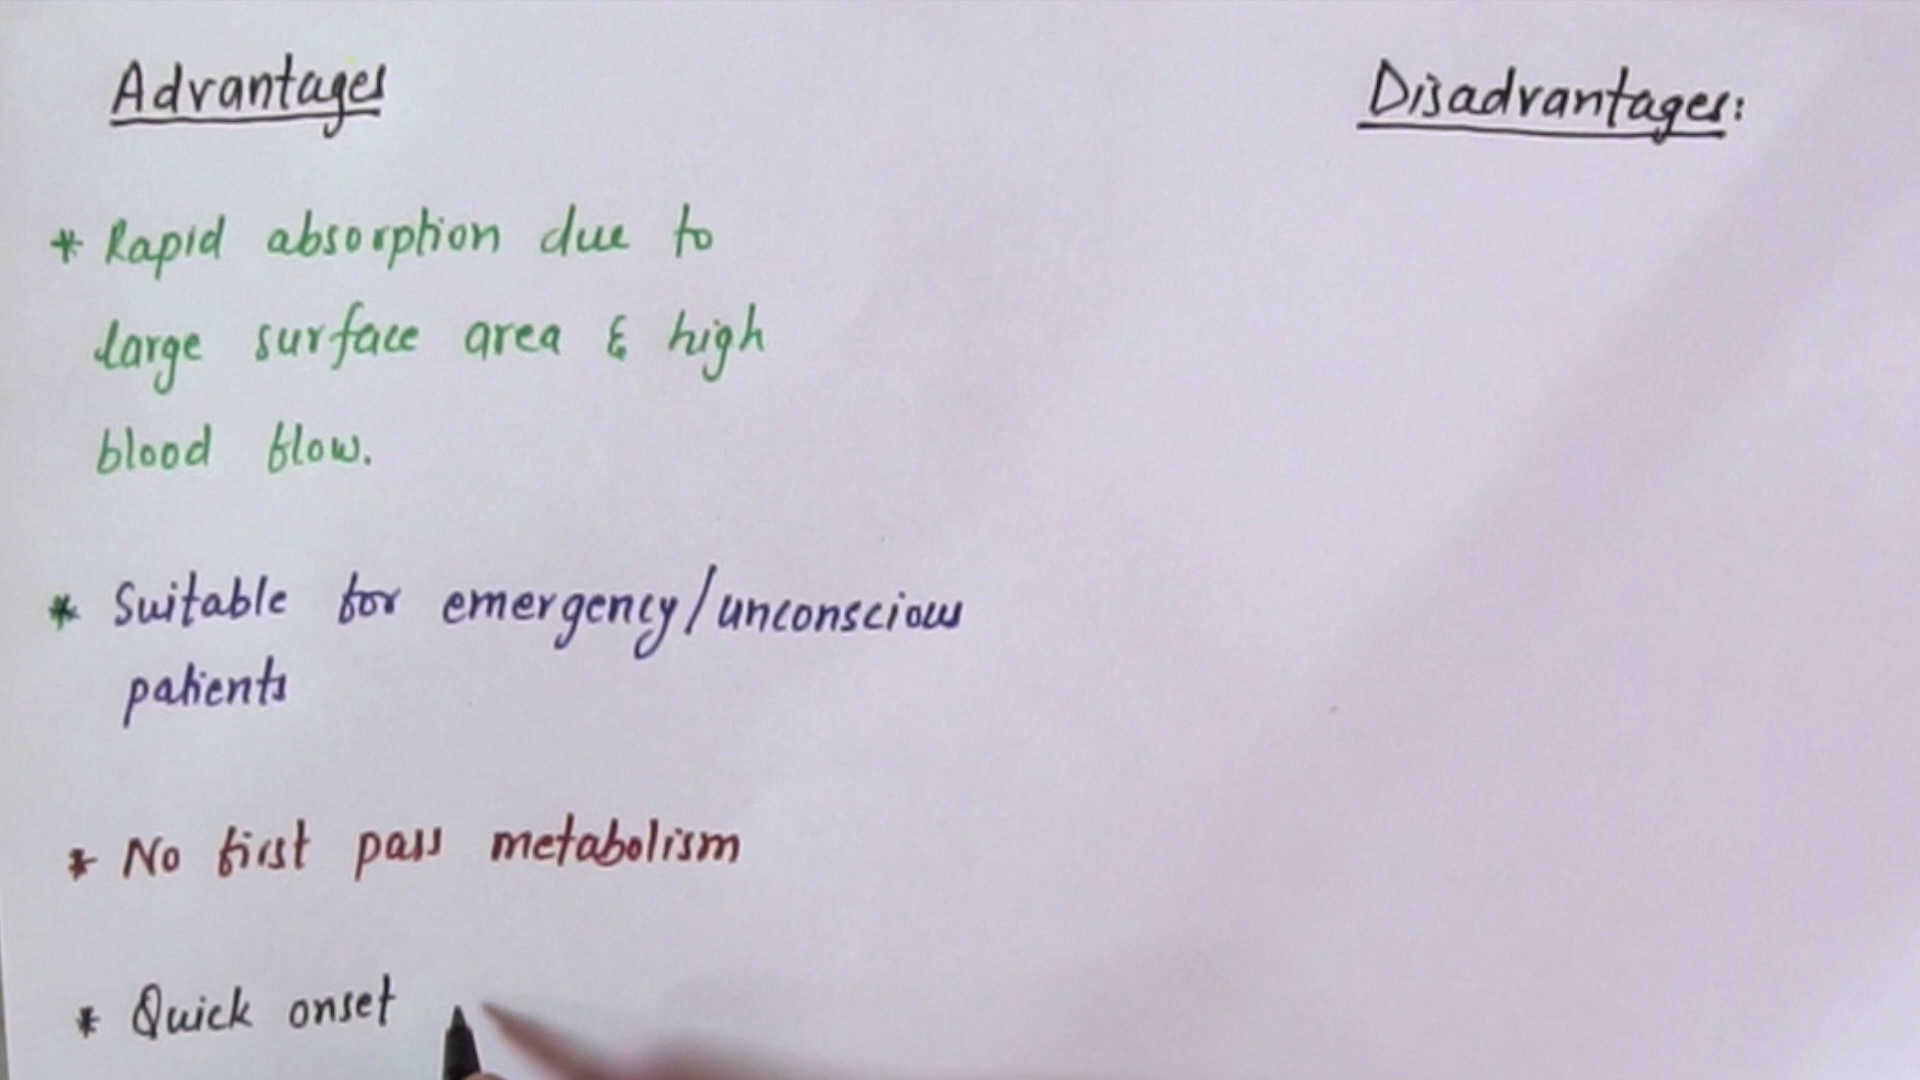 Advantages
Disadvantages:
* Rapid absorption due to
large surface area & high
blood flow.
* Suitable for emergency/unconscious
patients
* No first pass metabolism
* Quick onset